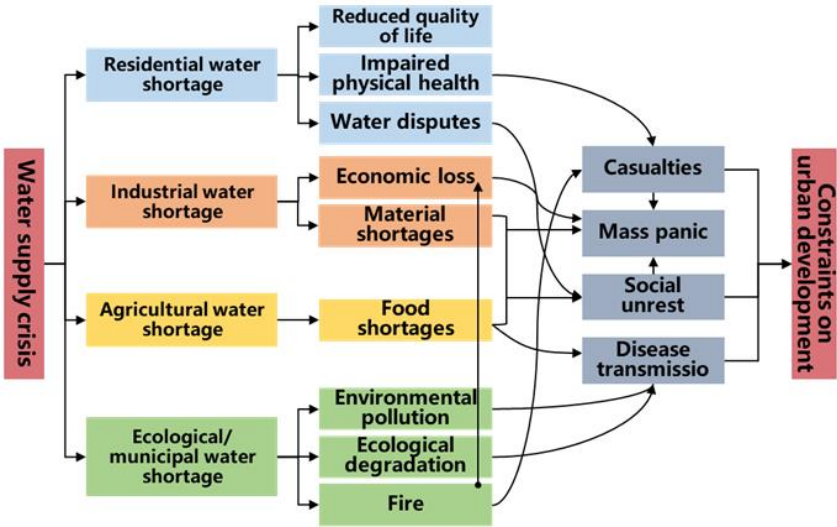 Water supply crisis
Residential water
shortage
Industrial water
shortage
Agricultural water
shortage
Ecological/
municipal water
shortage
Reduced quality
of life
Impaired
physical health
Water disputes
Economic loss
Material
shortages
Food
shortages
Environmental
pollution
Ecological
degradation
Fire
Casualties
Mass panic
Social
unrest
Disease
transmissio
Constraints on
urban development